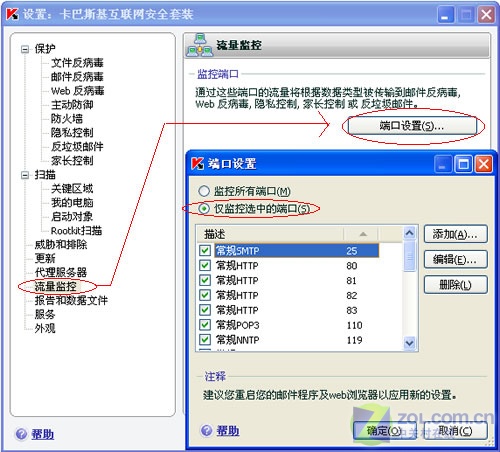 设置：卡巴斯基互联网安全套装
保护
文件反病毒
邮件反病毒
Web 反病毒
主动防御
防火墙
隐私控制
反垃圾邮件
家长控制
扫描
关键区域
我的电脑
启动对象
Rootkit扫描
威胁和排除
更新
代理服务器
流量监控
报告和数据文件
服务
外观
帮助
流量监控
监控端口
通过这些端口的流量将根据数据类型被传输到邮件反病毒,
Web 反病毒, 隐私控制, 家长控制 或 反垃圾邮件。
端口设置(S)...
端口设置
监控所有端口(M)
仅监控选中的端口(S)
描述
常规SMTP 25
常规HTTP 80
常规HTTP 81
常规HTTP 82
常规HTTP 83
常规POP3 110
常规NNTP 119
添加(A)...
编辑(E)...
删除(L)
注释
建议您重启您的邮件程序及web浏览器以应用新的设置。
帮助
确定(O)
取消(C)
ZOL.COM.CN
中关村在线